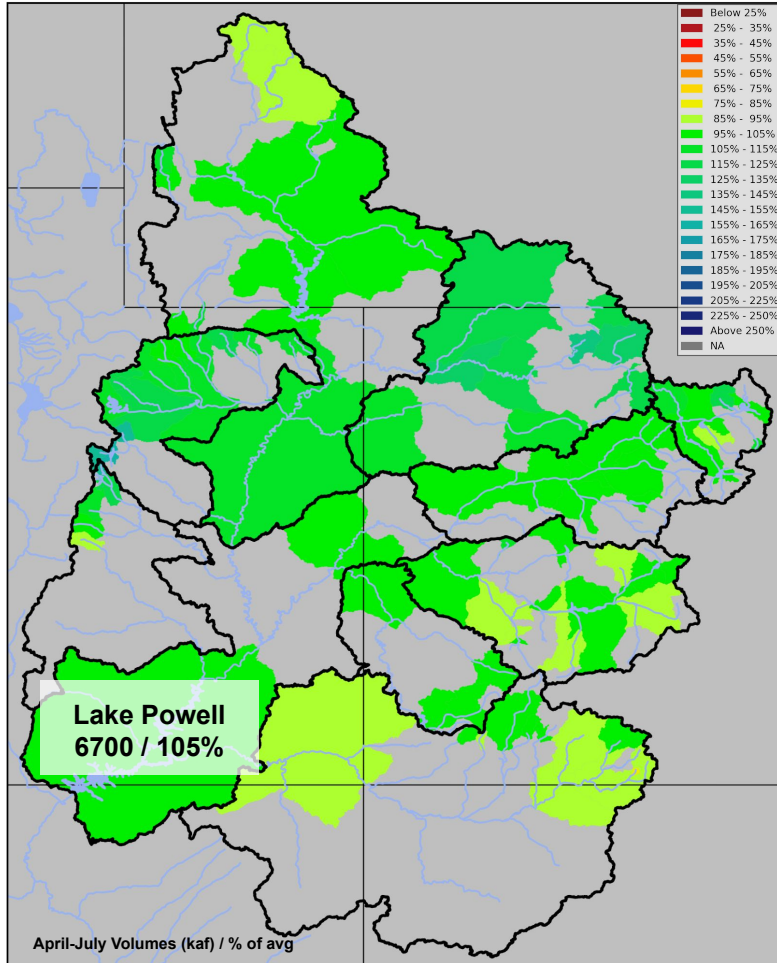 Below 25%
25% - 35%
35% - 45%
45% - 55%
55% - 65%
65% - 75%
75% - 85%
85% - 95%
95% - 105%
105% - 115%
115% - 125%
125% - 135%
135% - 145%
145% - 155%
155% - 165%
165% - 175%
175% - 185%
185% - 195%
195% - 205%
205% - 225%
225% - 250%
Above 250%
NA
Lake Powell
6700 / 105%
April-July Volumes (kaf) / % of avg